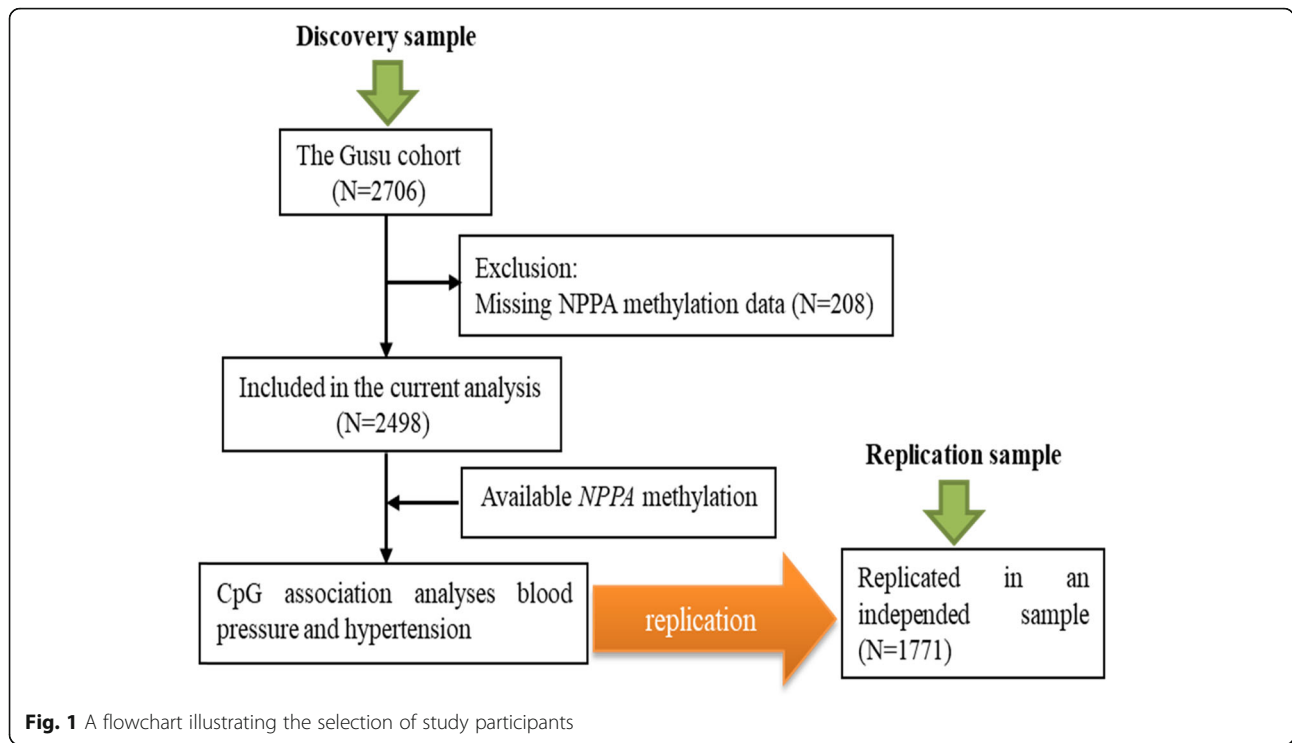 Discovery sample
The Gusu cohort
(N=2706)
Exclusion:
Missing NPPA methylation data (N=208)
Included in the current analysis
(N=2498)
Available NPPA methylation
CpG association analyses blood
pressure and hypertension
replication
Replication sample
Replicated in an
independed sample
(N=1771)
Fig. 1 A flowchart illustrating the selection of study participants